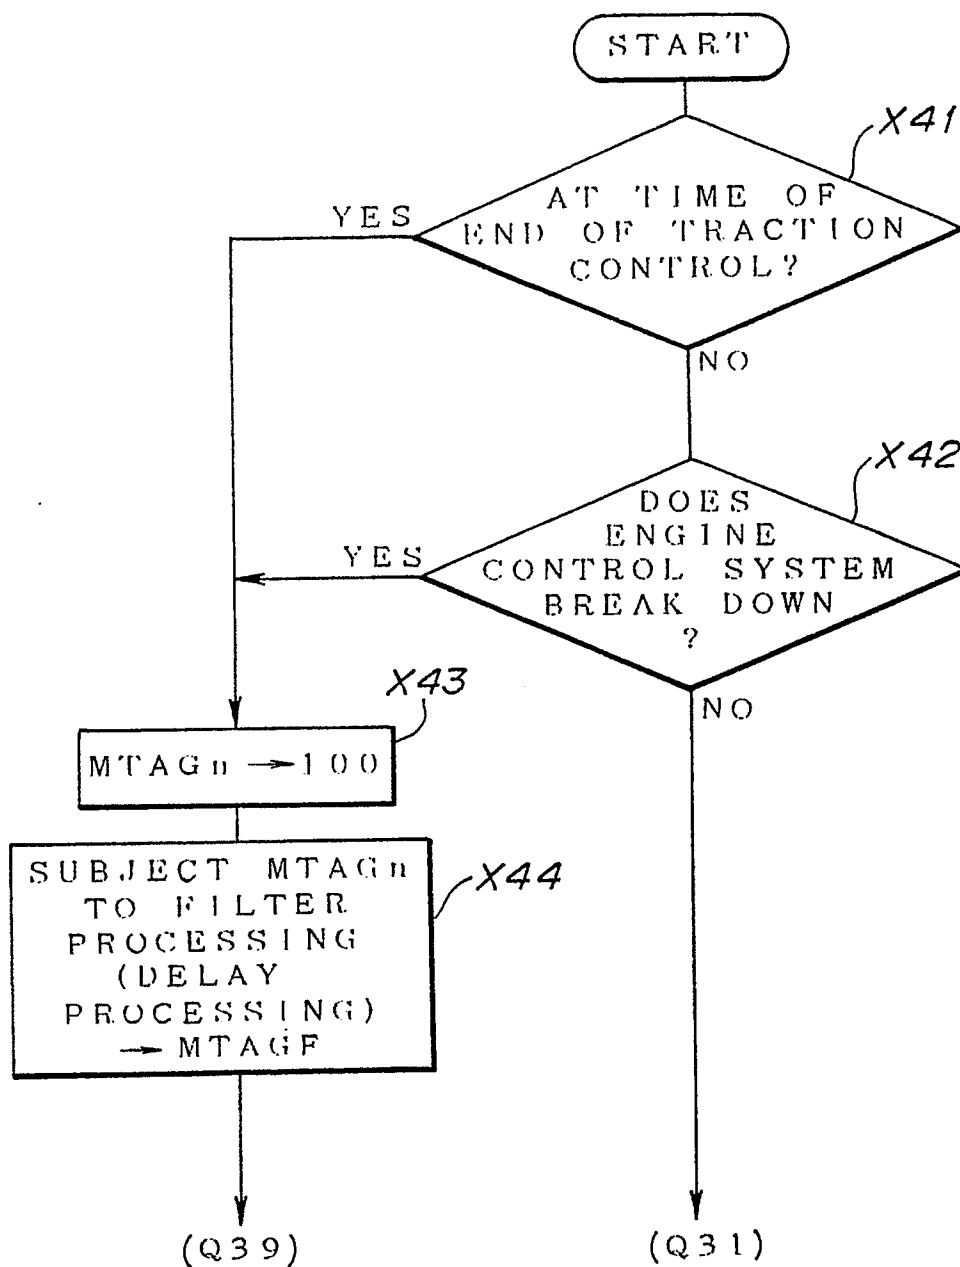 START
X41
AT TIME OF
END OF TRACTION
CONTROL?
YES
NO
X42
DOES
ENGINE
CONTROL SYSTEM
BREAK DOWN
?
YES
NO
X43
MTAGn → 100
X44
SUBJECT MTAGn
TO FILTER
PROCESSING
(DELAY
PROCESSING)
→ MTAGF
(Q39)
(Q31)